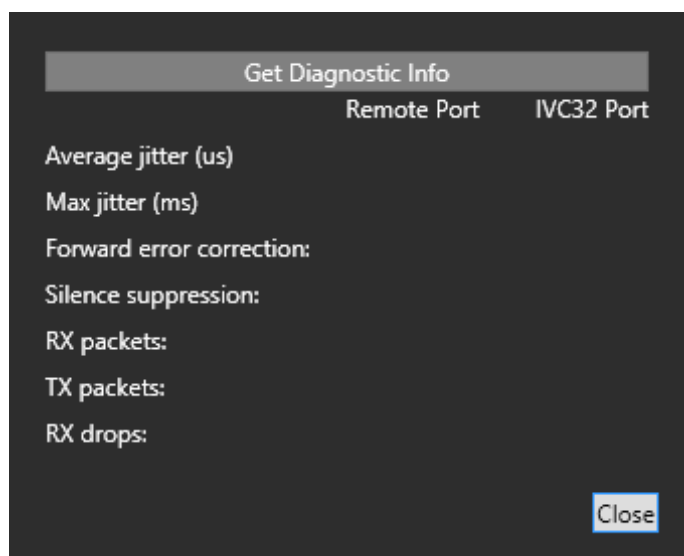 Get Diagnostic Info
Remote Port IVC32 Port
Average jitter (us)
Max jitter (ms)
Forward error correction:
Silence suppression:
RX packets:
TX packets:
RX drops:
Close